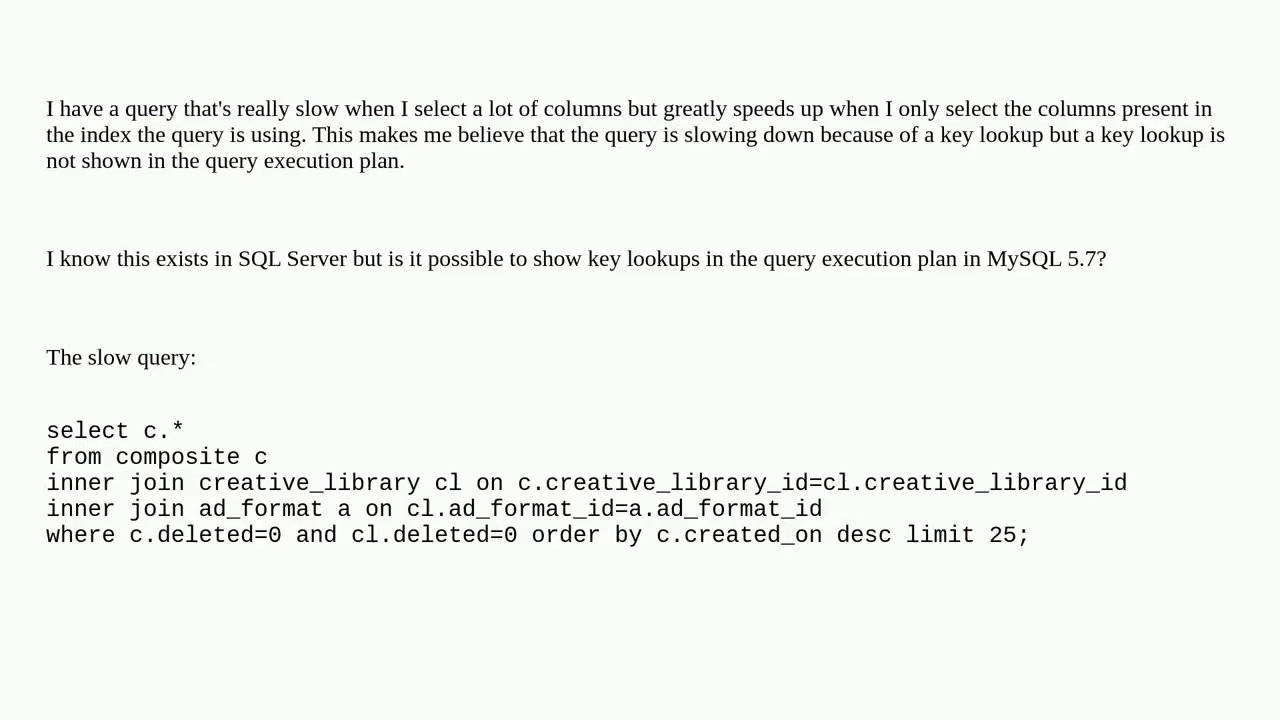 I have a query that's really slow when I select a lot of columns but greatly speeds up when I only select the columns present in
the index the query is using. This makes me believe that the query is slowing down because of a key lookup but a key lookup is
not shown in the query execution plan.
I know this exists in SQL Server but is it possible to show key lookups in the query execution plan in MySQL 5.7?
The slow query:
select c.*
from composite c
inner join creative_library cl on c.creative_library_id=cl.creative_library_id
inner join ad_format a on cl.ad_format_id=a.ad_format_id
where c.deleted=0 and cl.deleted=0 order by c.created_on desc limit 25;